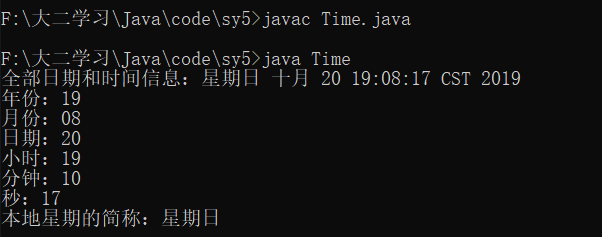 F:\大二学习\Java\code\sy5>javac Time.java
F:\大二学习\Java\code\sy5>java Time
全部日期和时间信息：星期日 十月 20 19:08:17 CST 2019
年份：19
月份：08
日期：20
小时：19
分钟：10
秒：17
本地星期的简称：星期日